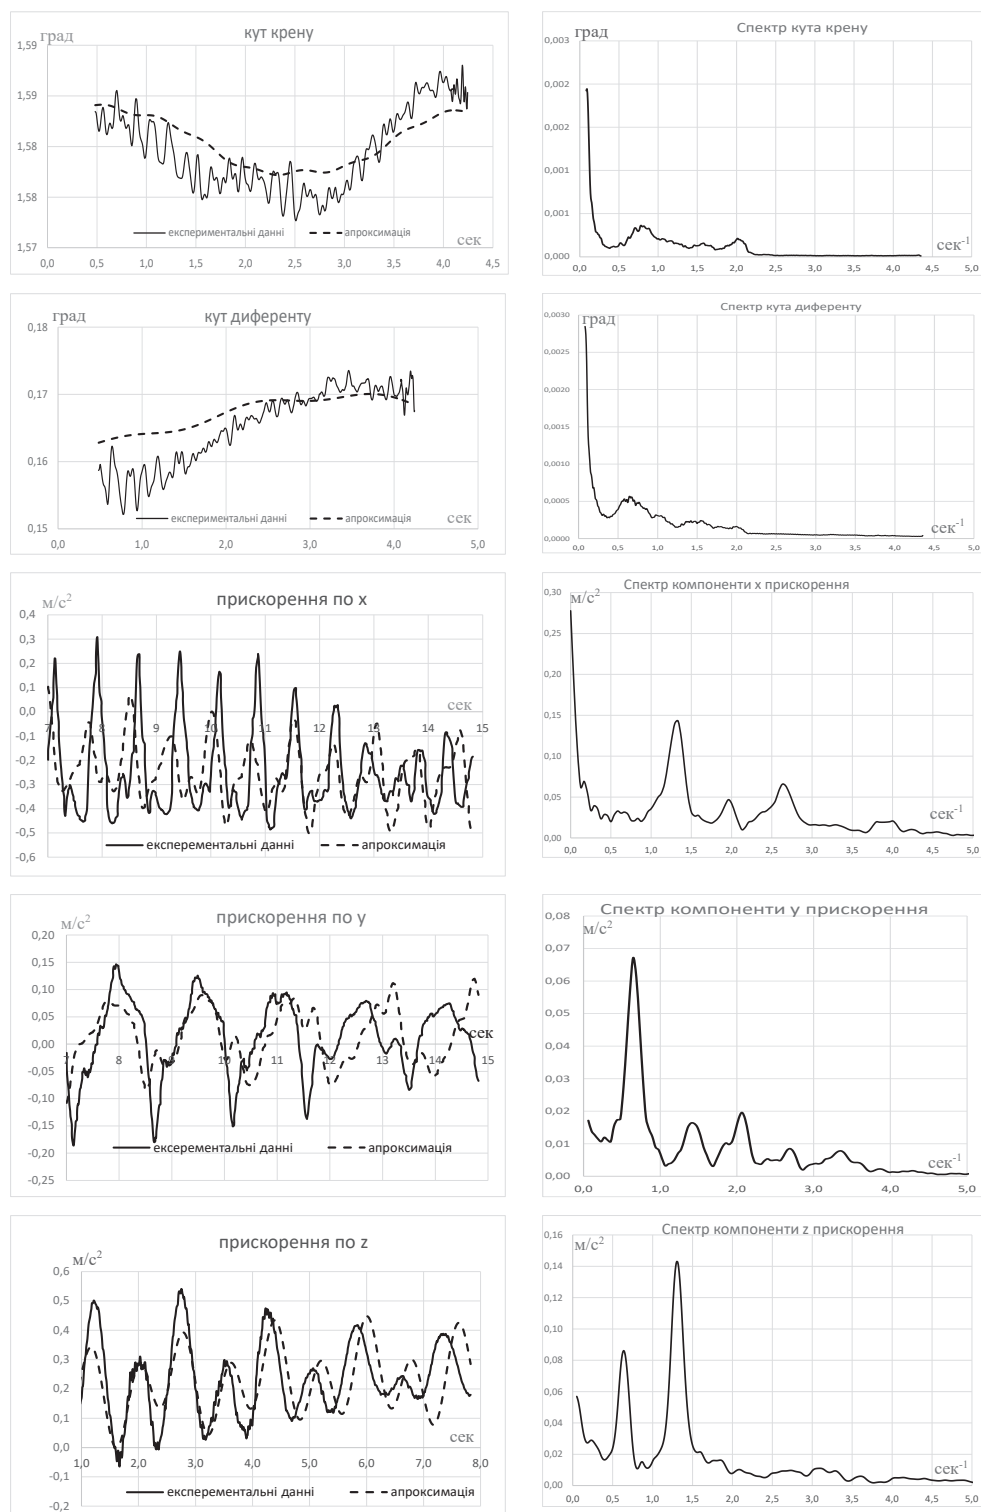 град
кут крену
1,59
1,59
1,58
1,58
1,57
експериментальні данні
апроксимація
сек
0,0 0,5 1,0 1,5 2,0 2,5 3,0 3,5 4,0 4,5
Спектр кута крену
град
0,003
0,002
0,002
0,001
0,001
0,000
сек-1
0,0 0,5 1,0 1,5 2,0 2,5 3,0 3,5 4,0 4,5 5,0
град
кут диференту
0,18
0,17
0,16
0,15
експериментальні данні
апроксимація
сек
0,0 1,0 2,0 3,0 4,0 5,0
Спектр кута диференту
град
0,0030
0,0025
0,0020
0,0015
0,0010
0,0005
0,0000
сек-1
0,0 0,5 1,0 1,5 2,0 2,5 3,0 3,5 4,0 4,5 5,0
м/с2
прискорення по x
0,4
0,3
0,2
0,1
0,0
-0,1
-0,2
-0,3
-0,4
-0,5
-0,6
сек
7 8 9 10 11 12 13 14 15
експерементальні данні
апроксимація
Спектр компоненти x прискорення
м/с2
0,30
0,25
0,20
0,15
0,10
0,05
0,00
сек-1
0,0 0,5 1,0 1,5 2,0 2,5 3,0 3,5 4,0 4,5 5,0
м/с2
прискорення по y
0,20
0,15
0,10
0,05
0,00
-0,05
-0,10
-0,15
-0,20
-0,25
сек
7 8 9 10 11 12 13 14 15
ексерементальні данні
апроксимація
Спектр компоненти y прискорення
м/с2
0,08
0,07
0,06
0,05
0,04
0,03
0,02
0,01
0,00
сек-1
0,0 1,0 2,0 3,0 4,0 5,0
прискорення по z
м/с2
0,6
0,5
0,4
0,3
0,2
0,1
0,0
-0,1
-0,2
сек
1,0 2,0 3,0 4,0 5,0 6,0 7,0 8,0
експерементальні данні
апроксимація
Спектр компоненти z прискорення
м/с2
0,16
0,14
0,12
0,10
0,08
0,06
0,04
0,02
0,00
сек-1
0,0 0,5 1,0 1,5 2,0 2,5 3,0 3,5 4,0 4,5 5,0